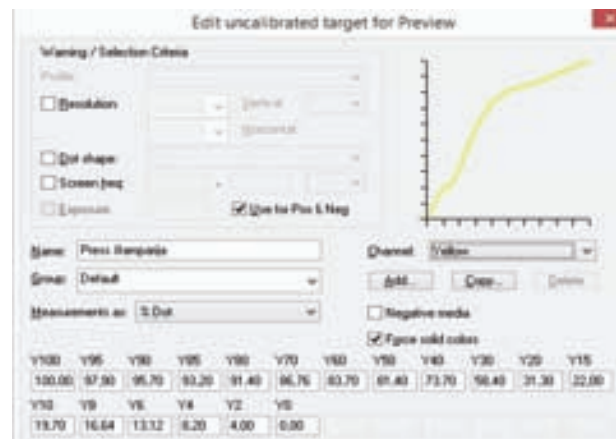 Edit uncalibrated target for Preview
Warning / Selection Criteria
Profile:
Resolution Vertical
Horizontal
Dot shape:
Screen freq:
Exposure: Use for Pos & Neg
Name: Press Channel: Yellow
Group: Default Add... Copy... Delete
Measurements as: % Dot Negative media
Force solid colors
Y100 Y95 Y90 Y85 Y80 Y70 Y60 Y50 Y40 Y30 Y20 Y15
100,00 97,90 95,70 93,20 91,40 86,76 83,70 81,40 73,70 58,40 31,30 22,00
Y10 Y8 Y6 Y4 Y2 Y0
19,70 16,64 13,12 8,20 4,00 0,00